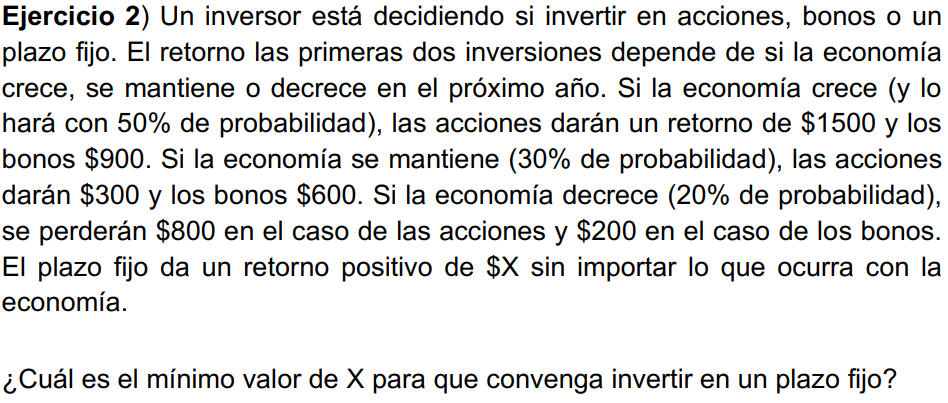 Ejercicio 2) Un inversor está decidiendo si invertir en acciones, bonos o un
plazo fijo. El retorno las primeras dos inversiones depende de si la economía
crece, se mantiene o decrece en el próximo año. Si la economía crece (y lo
hará con 50% de probabilidad), las acciones darán un retorno de $1500 y los
bonos $900. Si la economía se mantiene (30% de probabilidad), las acciones
darán $300 y los bonos $600. Si la economía decrece (20% de probabilidad),
se perderán $800 en el caso de las acciones y $200 en el caso de los bonos.
El plazo fijo da un retorno positivo de $X sin importar lo que ocurra con la
economía.
¿Cuál es el mínimo valor de X para que convenga invertir en un plazo fijo?